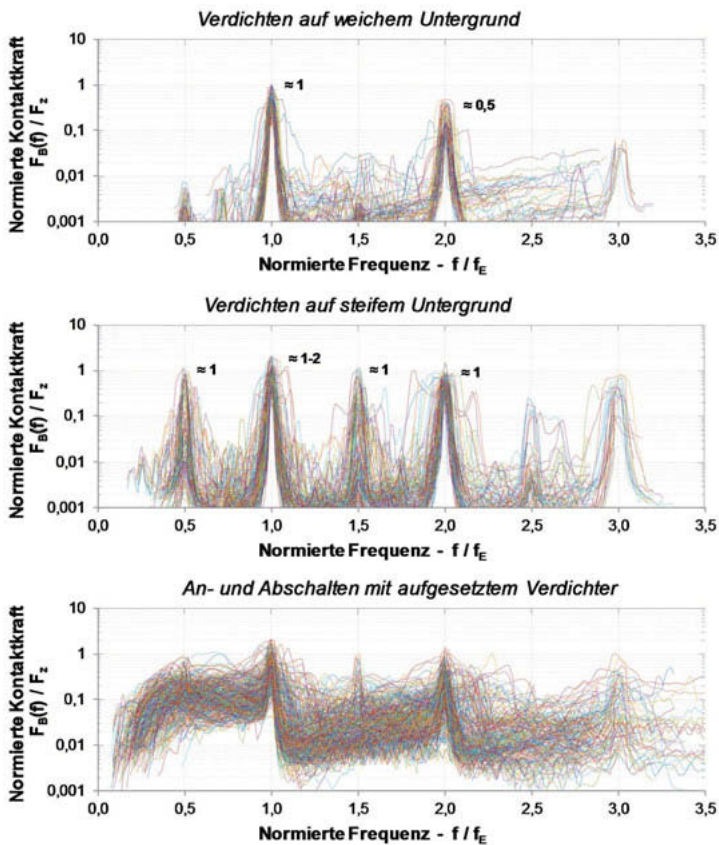 Verdichten auf weichem Untergrund
Normierte Kontaktkraft
F_B(f) / F_z
10
1
0,1
0,01
0,001
≈ 1
≈ 0,5
0,0 0,5 1,0 1,5 2,0 2,5 3,0 3,5
Normierte Frequenz - f / f_E
Verdichten auf steifem Untergrund
Normierte Kontaktkraft
F_B(f) / F_z
10
1
0,1
0,01
0,001
≈ 1
≈ 1-2
≈ 1
≈ 1
0,0 0,5 1,0 1,5 2,0 2,5 3,0 3,5
Normierte Frequenz - f / f_E
An- und Abschalten mit aufgesetztem Verdichter
Normierte Kontaktkraft
F_B(f) / F_z
10
1
0,1
0,01
0,001
0,0 0,5 1,0 1,5 2,0 2,5 3,0 3,5
Normierte Frequenz - f / f_E